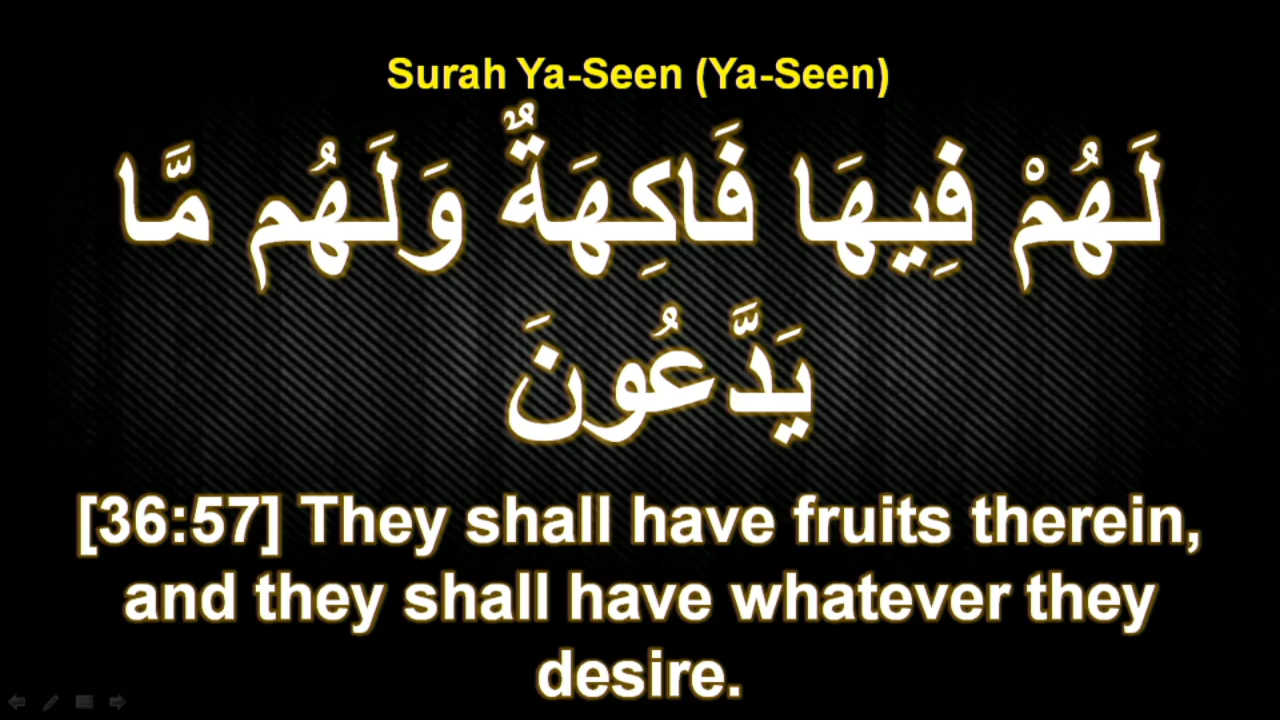 Surah Ya-Seen (Ya-Seen)
لَهُمْ فِيهَا فَاكِهَةٌ وَلَهُم مَّا
يَدَّعُونَ
[36:57] They shall have fruits therein,
and they shall have whatever they
desire.